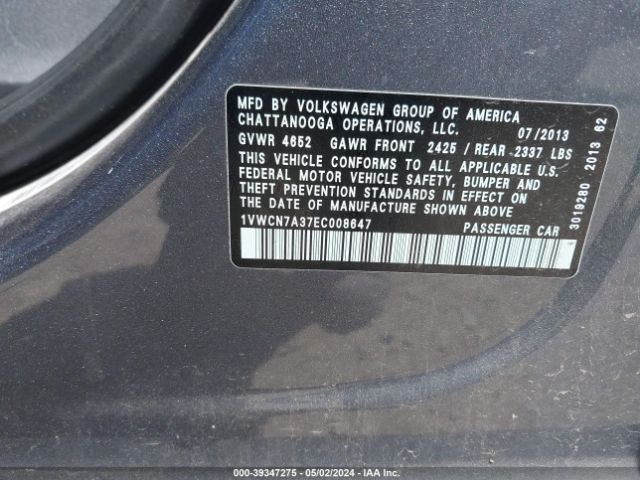 MFD BY VOLKSWAGEN GROUP OF AMERICA
CHATTANOOGA OPERATIONS, LLC. 07/2013
GVWR 4652 GAWR FRONT 2425 / REAR 2337 LBS
THIS VEHICLE CONFORMS TO ALL APPLICABLE U.S.
FEDERAL MOTOR VEHICLE SAFETY, BUMPER AND
THEFT PREVENTION STANDARDS IN EFFECT ON
THE DATE OF MANUFACTURE SHOWN ABOVE
1VWCN7A37EC008647 PASSENGER CAR
3019280 2013 62
000-39347275 - 05/02/2024 - IAA Inc.